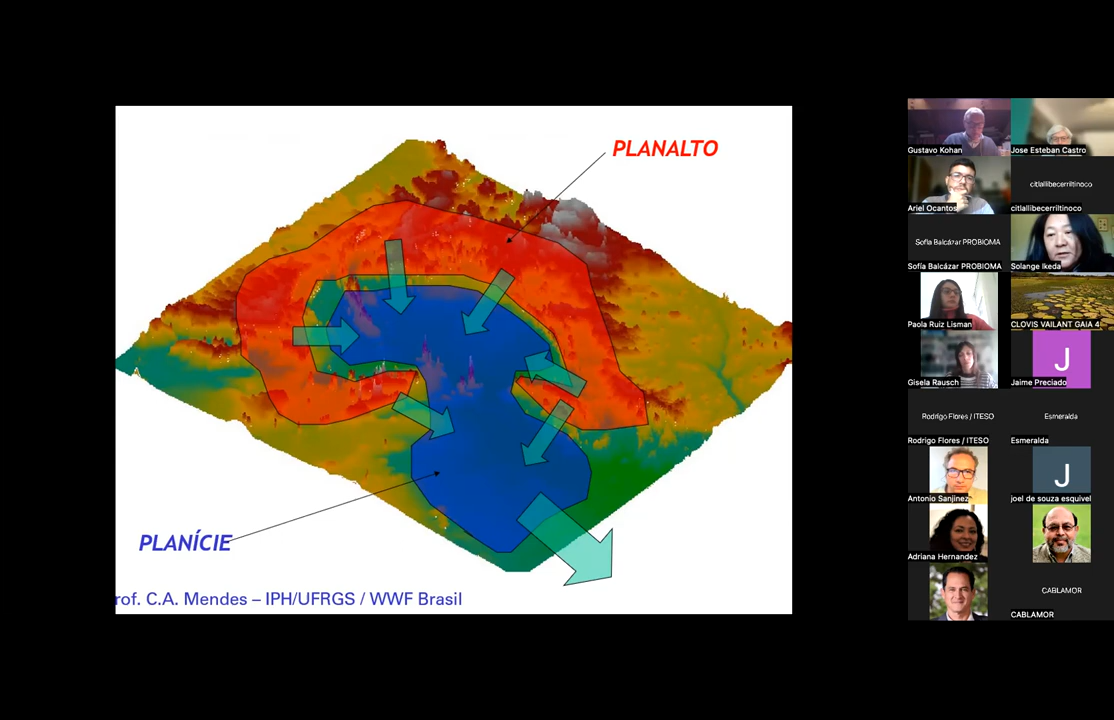 PLANALTO
PLANÍCIE
rof. C.A. Mendes – IPH/UFRGS / WWF Brasil
Gustavo Kohan
Jose Esteban Castro
Ariel Ocantos
citlallibecerriltinoco
citlallibecerriltinoco
Sofía Balcázar PROBIOMA
Sofía Balcázar PROBIOMA
Solange Ikeda
Paola Ruiz Lisman
CLOVIS VAILANT GAIA 4
Gisela Rausch
J
Jaime Preciado
Rodrigo Flores / ITESO
Rodrigo Flores / ITESO
Esmeralda
Esmeralda
Antonio Sanjinez
J
joel de souza esquivel
Adriana Hernandez
CABLAMOR
CABLAMOR